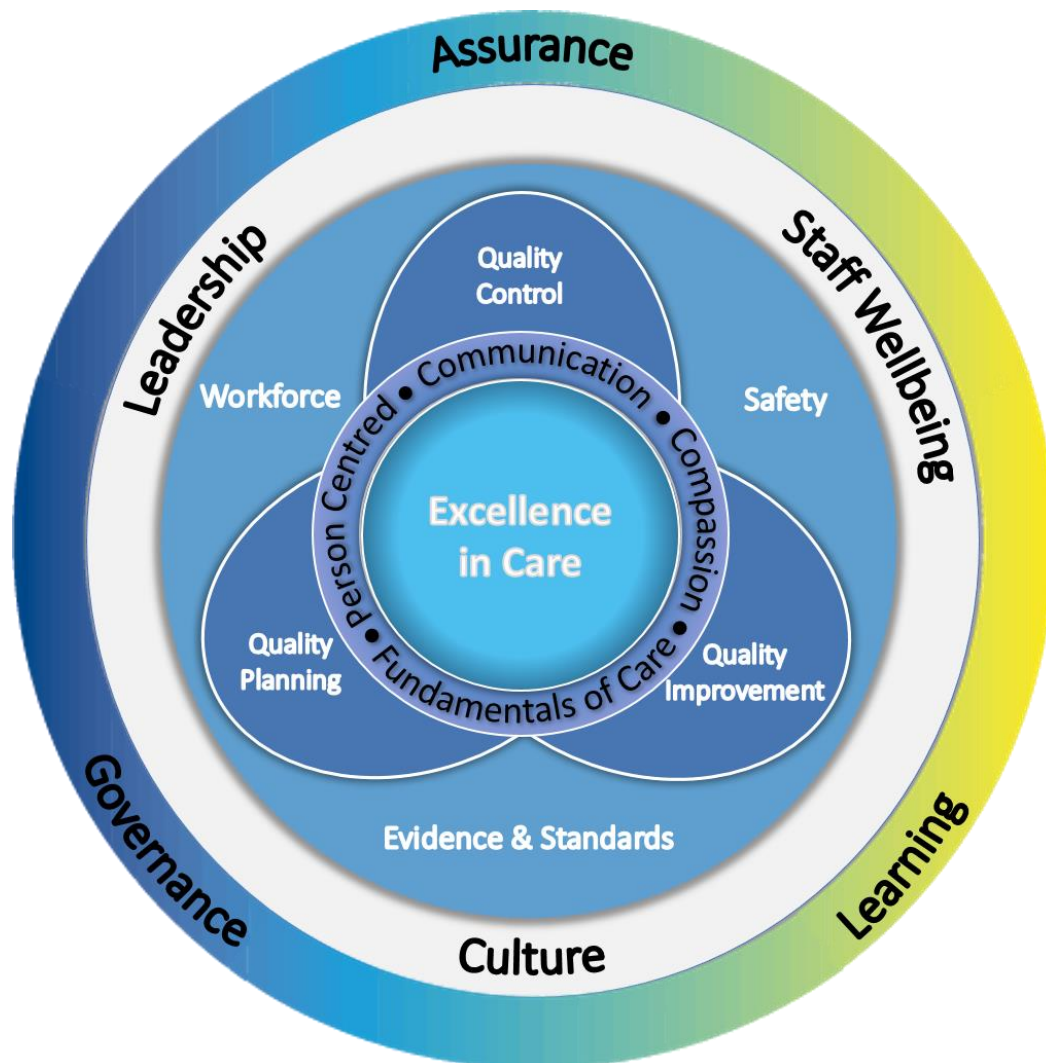 Assurance
Leadership
Staff Wellbeing
Quality
Control
Workforce
Safety
Person Centred • Communication • Compassion • Fundamentals of Care •
Excellence
in Care
Quality
Planning
Quality
Improvement
Evidence & Standards
Governance
Learning
Culture